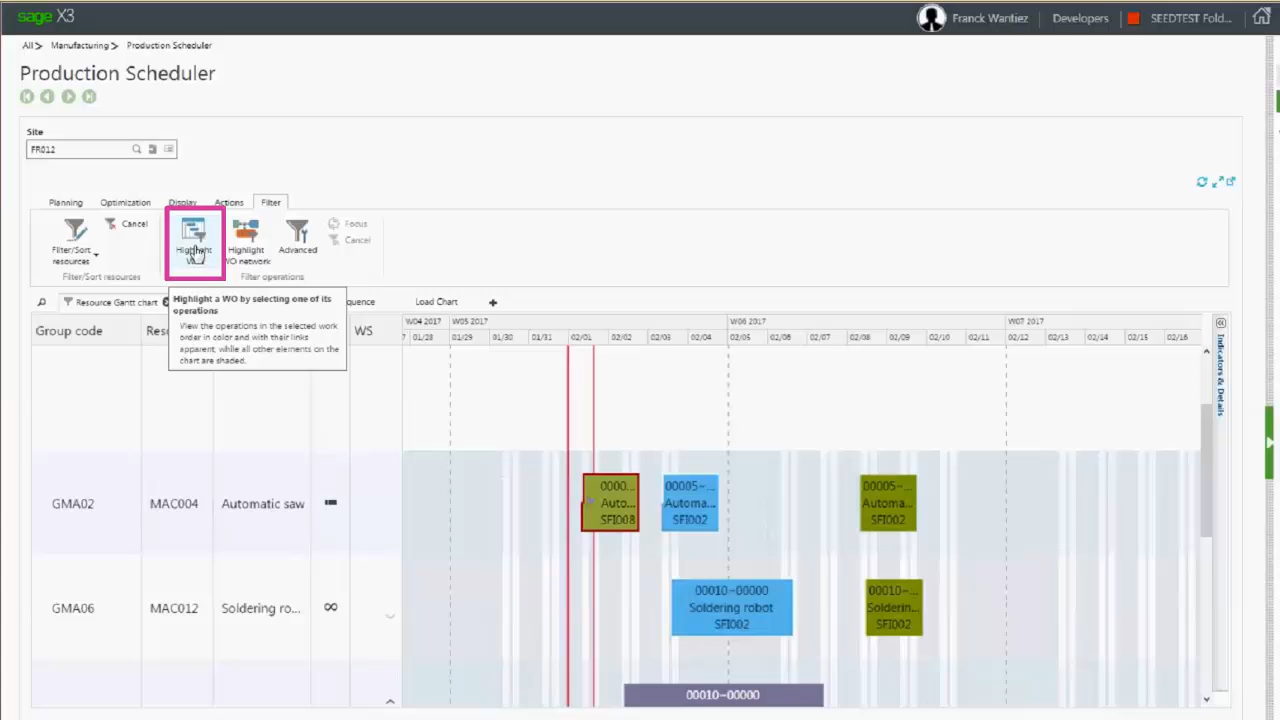 sage X3
Franck Wantiez
Developers
SEEDTEST Fold...
All > Manufacturing > Production Scheduler
Production Scheduler
Site
FR012
Planning Optimization Display Actions Filter
Filter/Sort
resources
Cancel
Filter/Sort resources
Highlight
Highlight
WO network
Advanced
Focus
Cancel
Filter operations
Resource Gantt chart
quence
Load Chart
Highlight a WO by selecting one of its
operations
View the operations in the selected work
order in color and with their links
apparent, while all other elements on the
chart are shaded.
Group code Reso WS
W04 2017 W05 2017 W06 2017 W07 2017
01/28 01/29 01/30 01/31 02/01 02/02 02/03 02/04 02/05 02/06 02/07 02/08 02/09 02/10 02/11 02/12 02/13 02/14 02/15 02/16
Indicators & Details
GMA02 MAC004 Automatic saw
0000...
Auto...
SFI008
00005-...
Automa...
SFI002
00005-...
Automa...
SFI002
GMA06 MAC012 Soldering ro... ∞
00010-00000
Soldering robot
SFI002
00010-...
Solderin...
SFI002
00010-00000